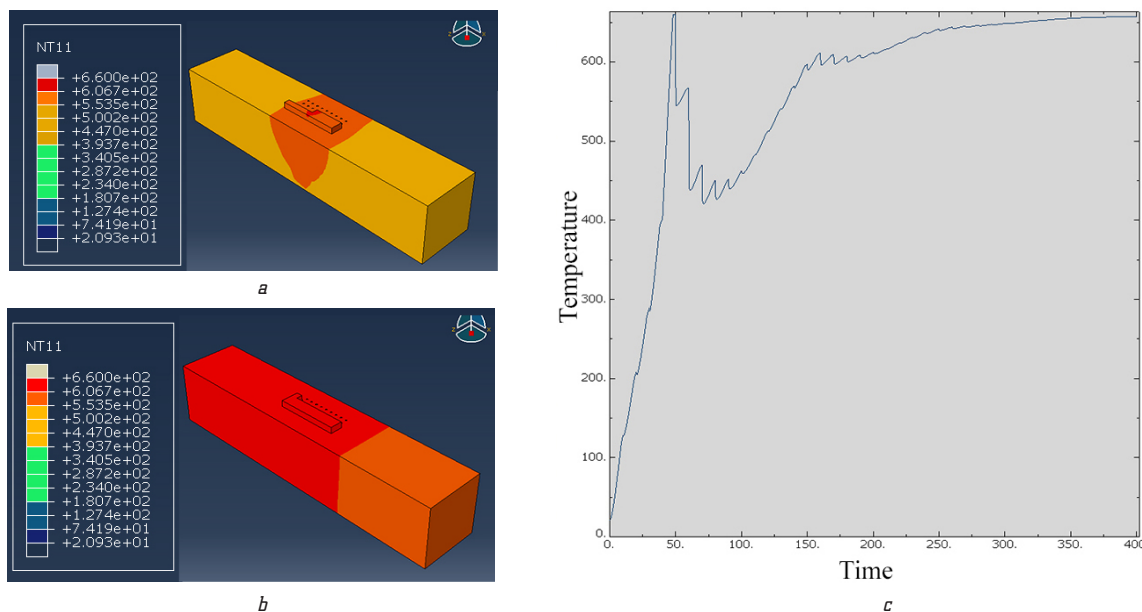 NT11
+6.600e+02
+6.067e+02
+5.535e+02
+5.002e+02
+4.470e+02
+3.937e+02
+3.405e+02
+2.872e+02
+2.340e+02
+1.807e+02
+1.274e+02
+7.419e+01
+2.093e+01
a
NT11
+6.600e+02
+6.067e+02
+5.535e+02
+5.002e+02
+4.470e+02
+3.937e+02
+3.405e+02
+2.872e+02
+2.340e+02
+1.807e+02
+1.274e+02
+7.419e+01
+2.093e+01
b
Temperature
600.
500.
400.
300.
200.
100.
0.
0. 50. 100. 150. 200. 250. 300. 350. 400.
Time
c